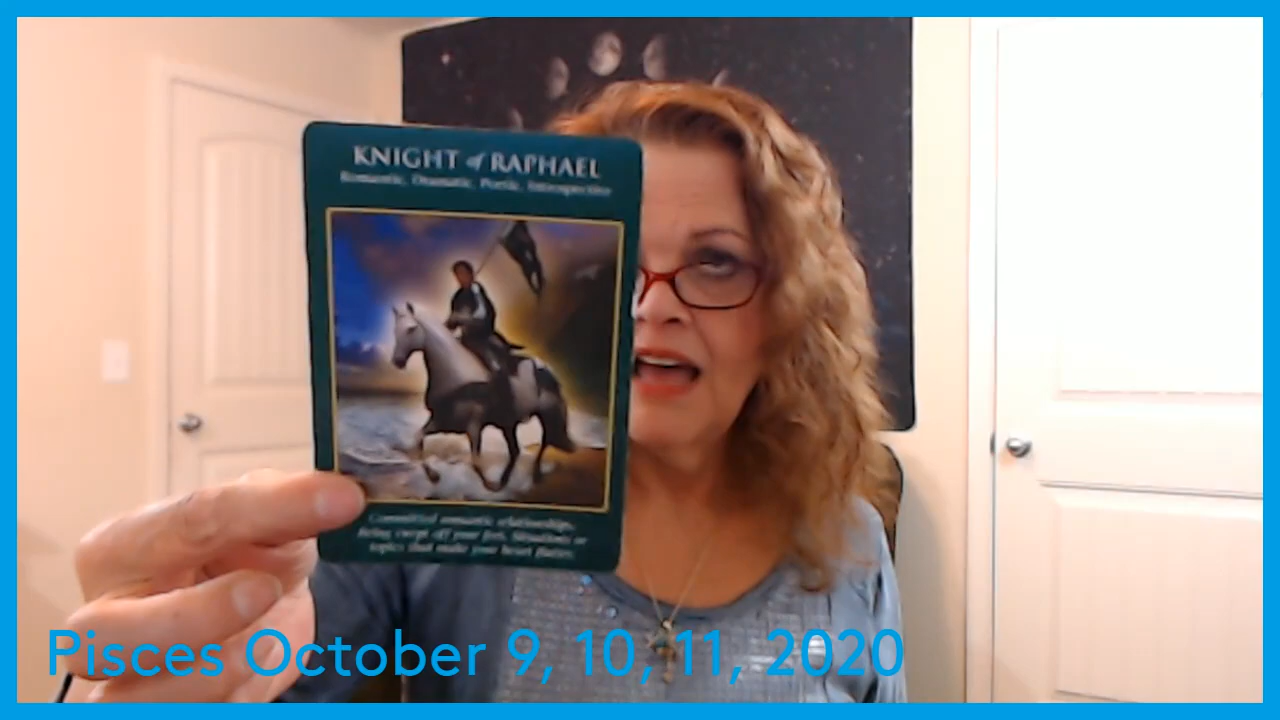 KNIGHT of RAPHAEL
Romantic, Dramatic, Poetic, Introspective
Committed romantic relationships.
Being swept off your feet. Situations or
topics that make your heart flutter.
Pisces October 9, 10, 11, 2020